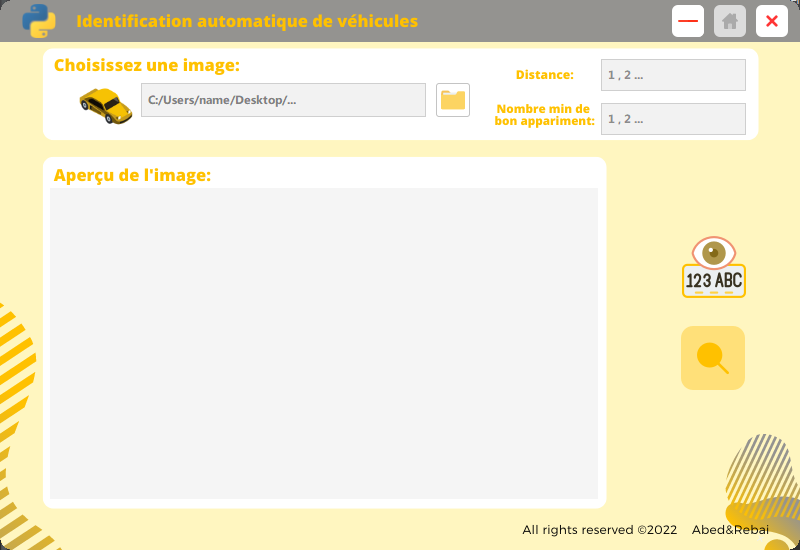 Identification automatique de véhicules
Choisissez une image:
C:/Users/name/Desktop/...
Distance:
1 , 2 ...
Nombre min de
bon appariment:
1 , 2 ...
Aperçu de l'image:
123 ABC
All rights reserved ©2022 Abed&Rebai